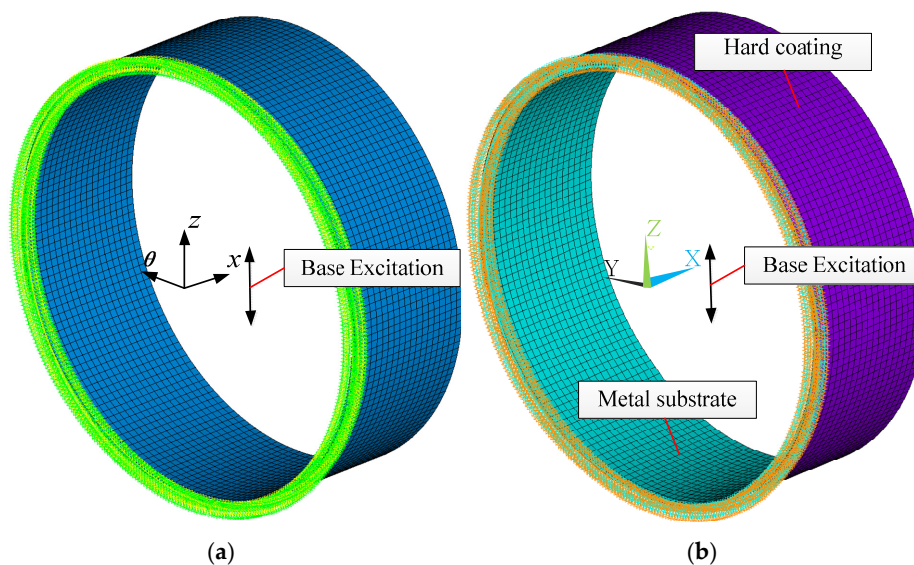 Hard coating
z
θ
x
Base Excitation
Z
Y
X
Base Excitation
Metal substrate
(a)
(b)